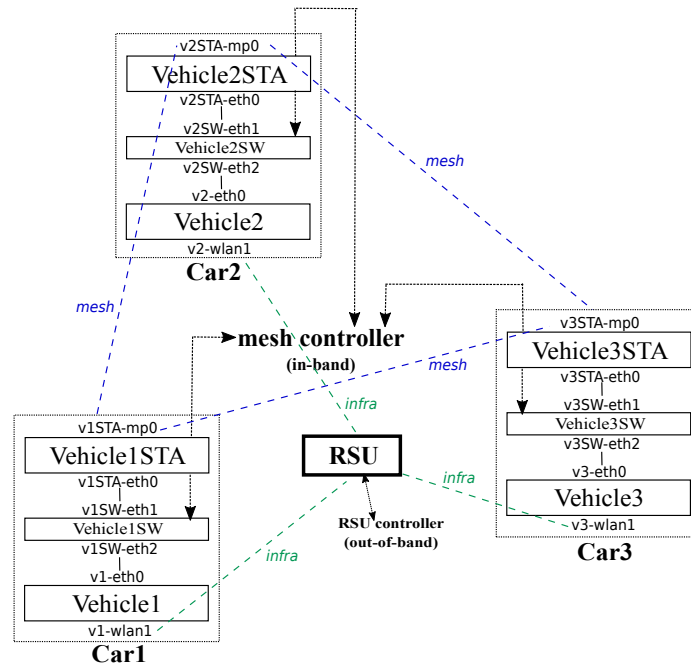 v2STA-mp0
Vehicle2STA
v2STA-eth0
v2SW-eth1
Vehicle2SW
v2SW-eth2
v2-eth0
Vehicle2
v2-wlan1
Car2
mesh
mesh
mesh controller
(in-band)
v3STA-mp0
Vehicle3STA
v3STA-eth0
v3SW-eth1
Vehicle3SW
v3SW-eth2
v3-eth0
Vehicle3
v3-wlan1
Car3
mesh
infra
RSU
infra
RSU controller
(out-of-band)
infra
v1STA-mp0
Vehicle1STA
v1STA-eth0
v1SW-eth1
Vehicle1SW
v1SW-eth2
v1-eth0
Vehicle1
v1-wlan1
Car1